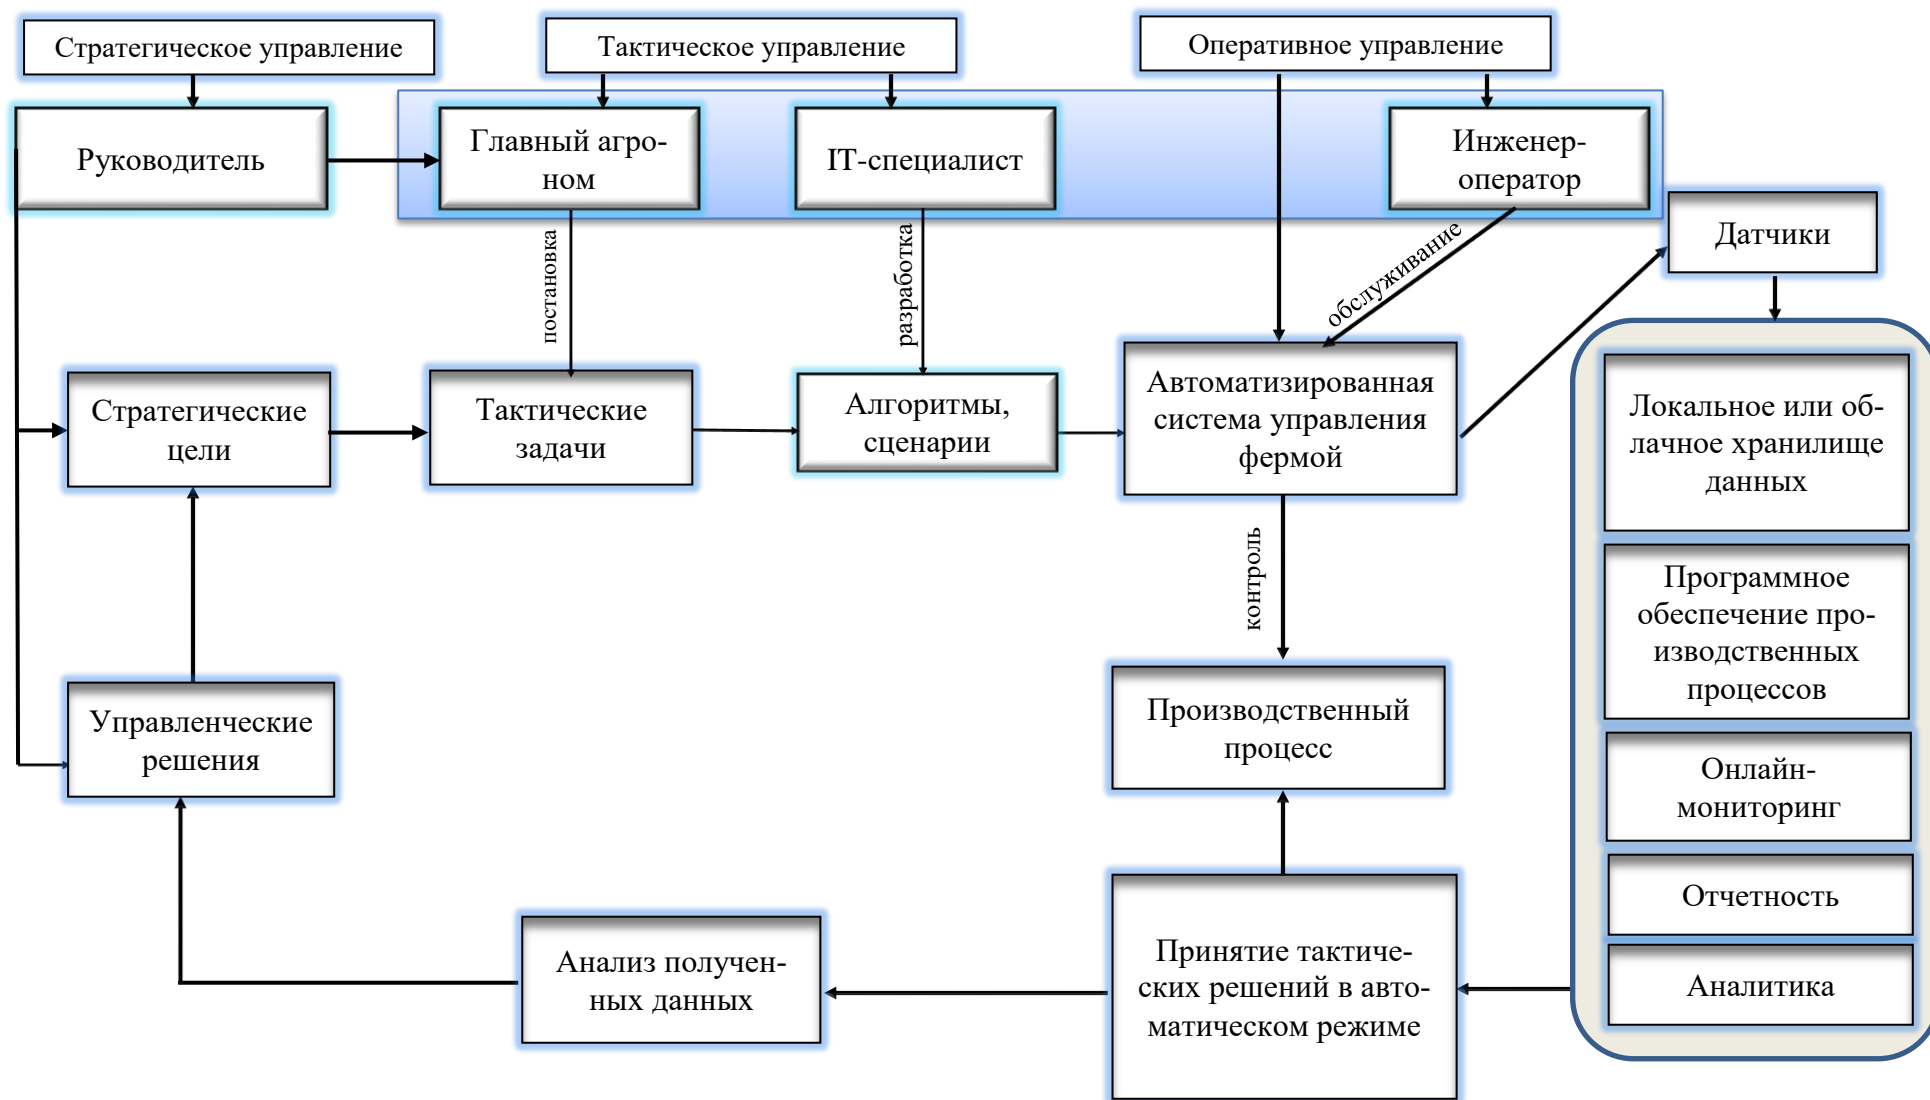 Стратегическое управление
Тактическое управление
Оперативное управление
Руководитель
Главный агро-
ном
IT-специалист
Инженер-
оператор
Датчики
постановка
разработка
обслуживание
Стратегические
цели
Тактические
задачи
Алгоритмы,
сценарии
Автоматизированная
система управления
фермой
Локальное или об-
лачное хранилище
данных
контроль
Программное
обеспечение про-
изводственных
процессов
Управленческие
решения
Производственный
процесс
Онлайн-
мониторинг
Отчетность
Анализ получен-
ных данных
Принятие тактиче-
ских решений в авто-
матическом режиме
Аналитика